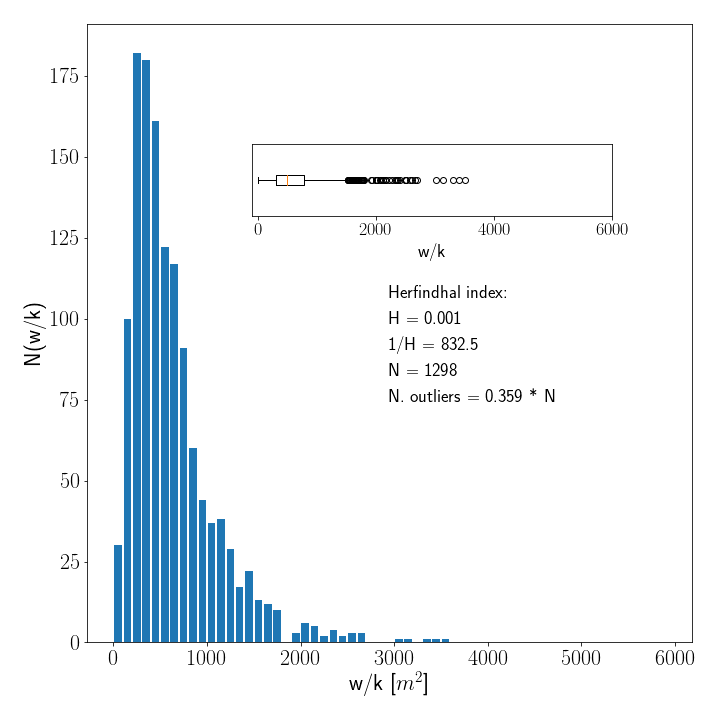 175
150
125
100
75
50
25
0
N(w/k)
0 2000 4000 6000
w/k
Herfindhal index:
H = 0.001
1/H = 832.5
N = 1298
N. outliers = 0.359 * N
0 1000 2000 3000 4000 5000 6000
w/k [m²]